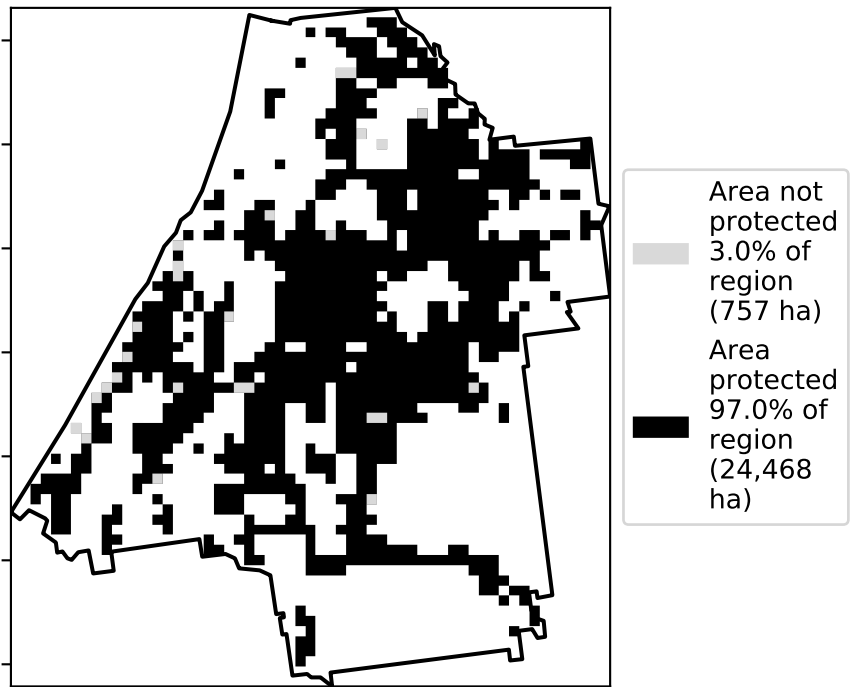 Area not
protected
3.0% of
region
(757 ha)
Area
protected
97.0% of
region
(24,468
ha)